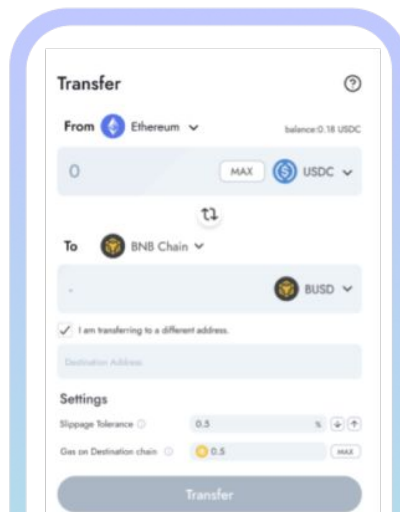 Transfer
From Ethereum balance:0.18 USDC
0 MAX USDC
To BNB Chain
- BUSD
I am transferring to a different address.
Destination Address
Settings
Slippage Tolerance 0.5 %
Gas on Destination chain 0.5 MAX
Transfer